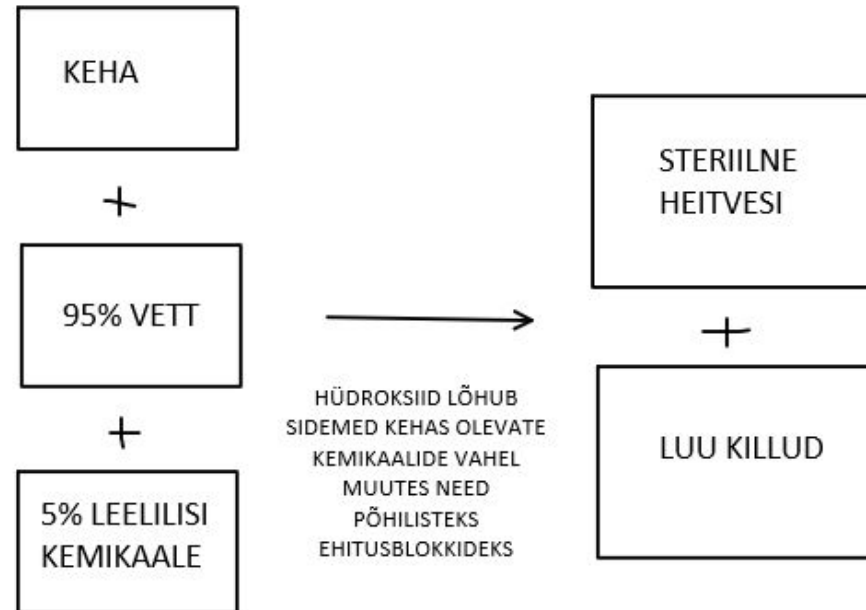 KEHA
+
95% VETT
+
5% LEELILISI
KEMIKAALE
HÜDROKSIID LÕHUB
SIDEMED KEHAS OLEVATE
KEMIKAALIDE VAHEL
MUUTES NEED
PÕHILISTEKS
EHITUSBLOKKIDEKS
STERIILNE
HEITVESI
+
LUU KILLUD